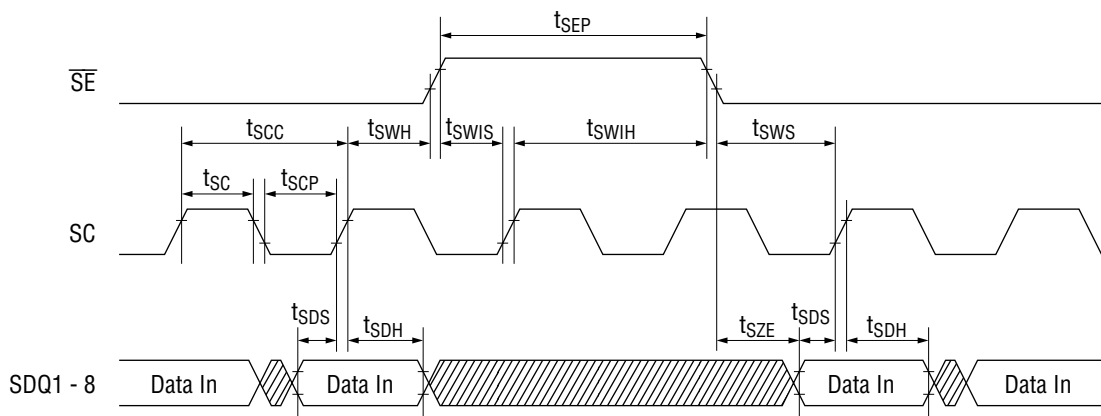 tSEP
SE
tSCC tSWH tSWIS tSWIH tSWS
tSC tSCP
SC
tSDS tSDH tSZE tSDS tSDH
SDQ1 - 8 Data In Data In Data In Data In